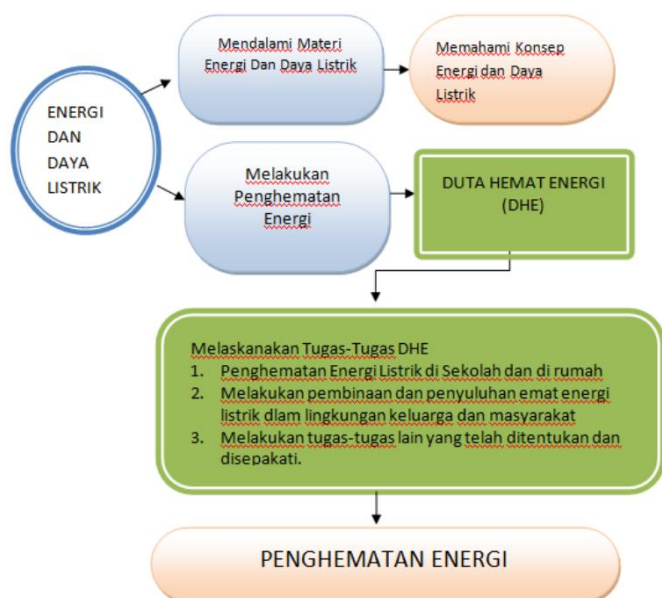 ENERGI
DAN
DAYA
LISTRIK
Mendalami Materi
Energi Dan Daya Listrik
Memahami Konsep
Energi dan Daya
Listrik
Melakukan
Penghematan
Energi
DUTA HEMAT ENERGI
(DHE)
Melaskanakan Tugas-Tugas DHE
1. Penghematan Energi Listrik di Sekolah dan di rumah
2. Melakukan pembinaan dan penyuluhan emat energi
listrik dlam lingkungan keluarga dan masyarakat
3. Melakukan tugas-tugas lain yang telah ditentukan dan
disepakati.
PENGHEMATAN ENERGI